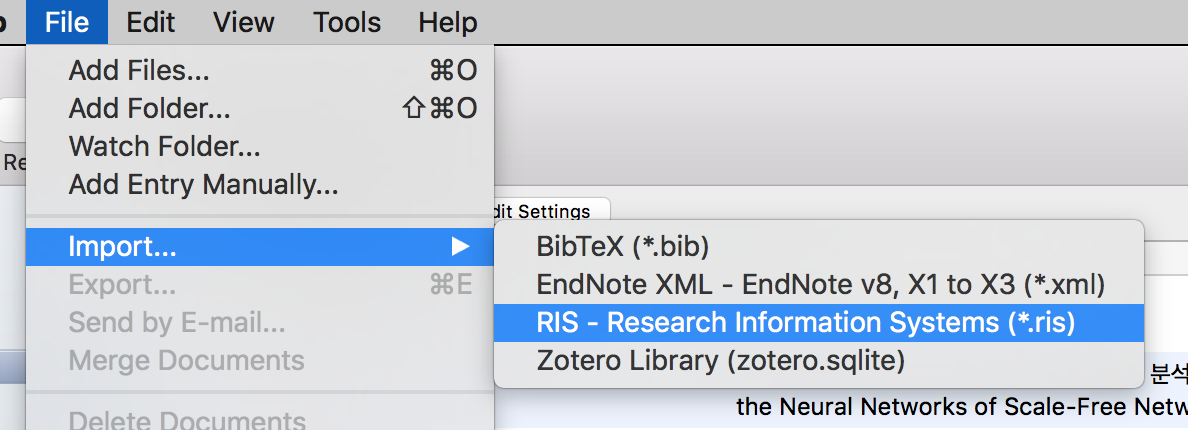 File Edit View Tools Help
Add Files... ⌘O
Add Folder... ⇧⌘O
Watch Folder...
Re
Add Entry Manually...
dit Settings
Import... ▶
BibTeX (*.bib)
Export... ⌘E
EndNote XML - EndNote v8, X1 to X3 (*.xml)
Send by E-mail...
RIS - Research Information Systems (*.ris)
Merge Documents
Zotero Library (zotero.sqlite)
분석
the Neural Networks of Scale-Free Netw
Delete Documents